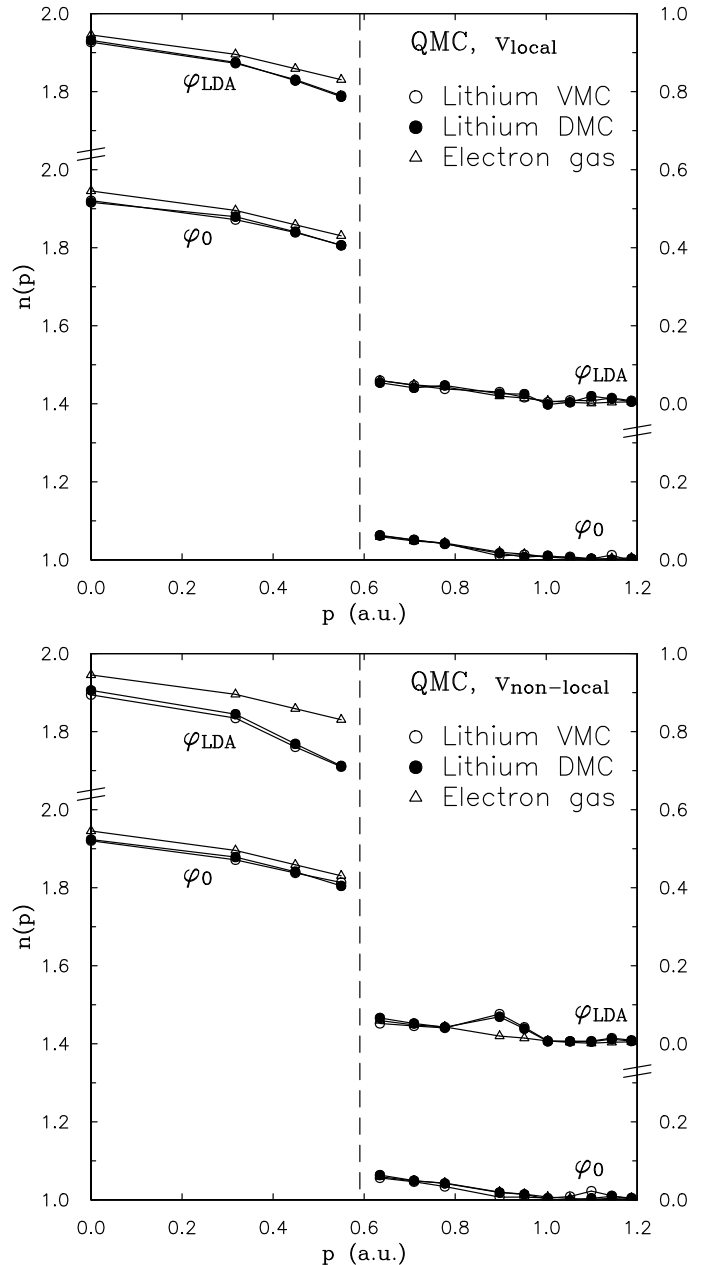 QMC, Vlocal
Lithium VMC
Lithium DMC
Electron gas
φLDA
φ0
φLDA
φ0
n(p)
2.0
1.8
2.0
1.8
1.6
1.4
1.2
1.0
1.0
0.8
0.6
0.4
0.2
0.0
0.2
0.0
0.0 0.2 0.4 0.6 0.8 1.0 1.2
p (a.u.)
QMC, Vnon-local
Lithium VMC
Lithium DMC
Electron gas
φLDA
φ0
φLDA
φ0
n(p)
2.0
1.8
2.0
1.8
1.6
1.4
1.2
1.0
1.0
0.8
0.6
0.4
0.2
0.0
0.2
0.0
0.0 0.2 0.4 0.6 0.8 1.0 1.2
p (a.u.)